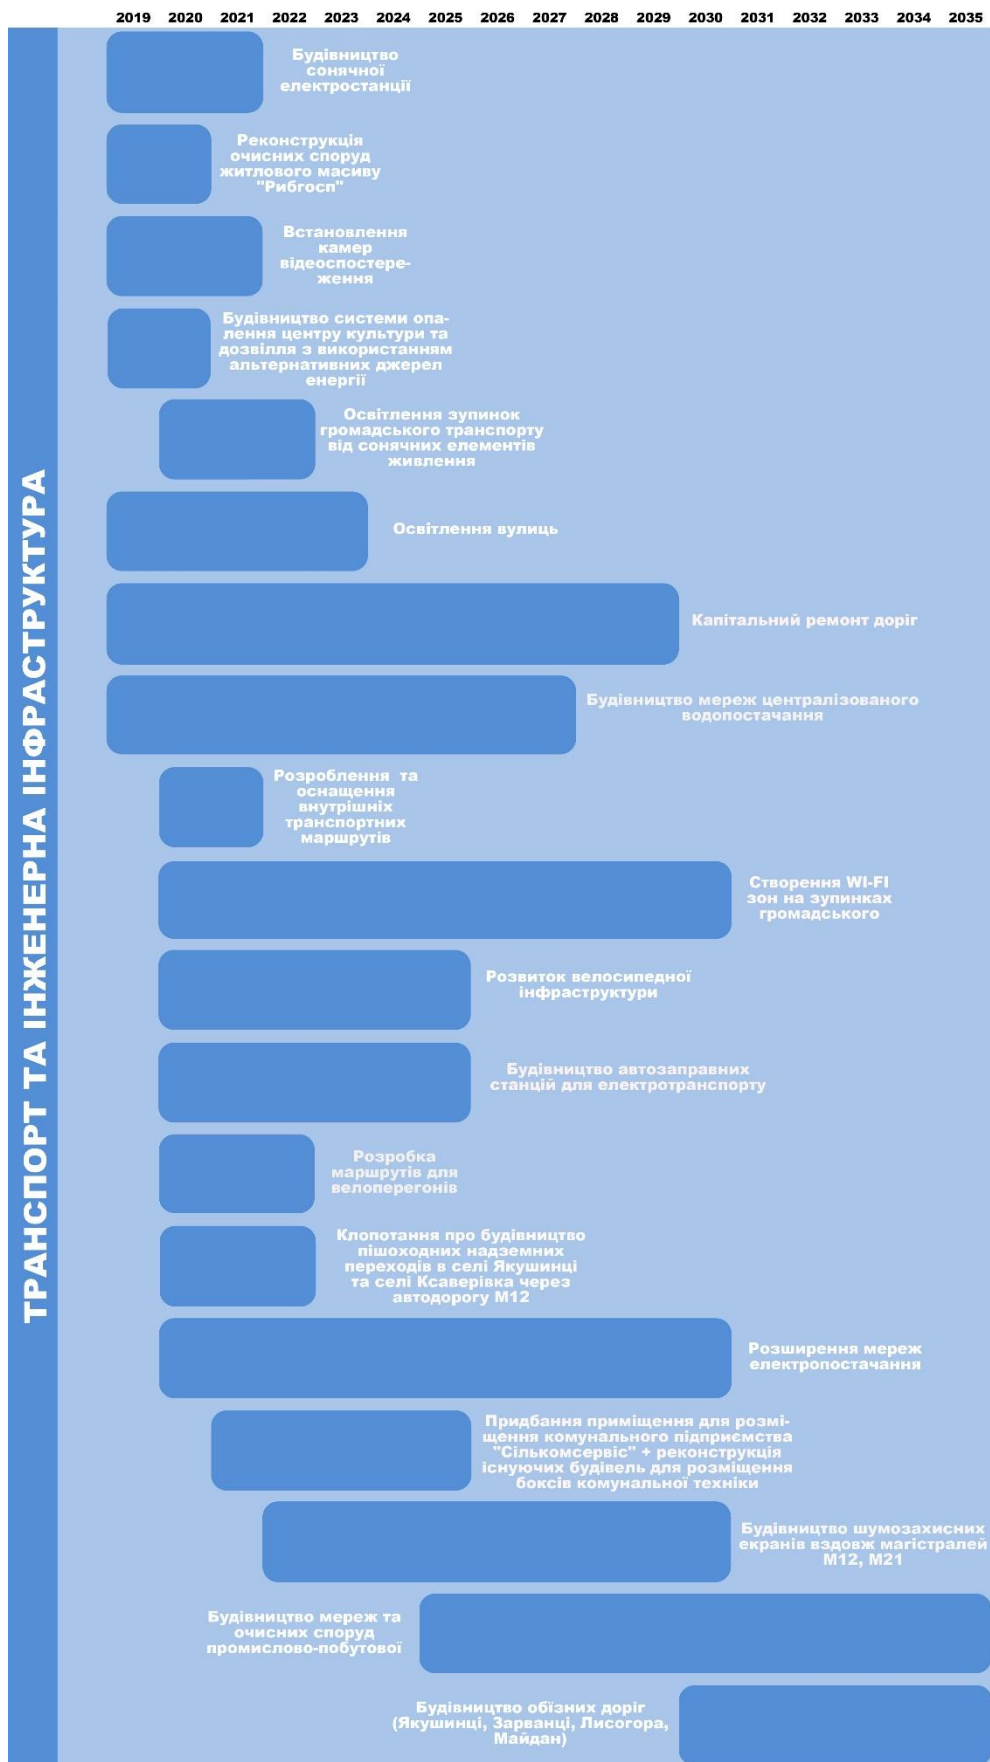 2019 2020 2021 2022 2023 2024 2025 2026 2027 2028 2029 2030 2031 2032 2033 2034 2035
ТРАНСПОРТ ТА ІНЖЕНЕРНА ІНФРАСТРУКТУРА
Будівництво
сонячної
електростанції
Реконструкція
очисних споруд
житлового масиву
"Рибгосп"
Встановлення
камер
відеоспостере-
ження
Будівництво системи опа-
лення центру культури та
дозвілля з використанням
альтернативних джерел
енергії
Освітлення зупинок
громадського транспорту
від сонячних елементів
живлення
Освітлення вулиць
Капітальний ремонт доріг
Будівництво мереж централізованого
водопостачання
Розроблення та
оснащення
внутрішніх
транспортних
маршрутів
Створення WI-FI
зон на зупинках
громадського
Розвиток велосипедної
інфраструктури
Будівництво автозаправних
станцій для електротранспорту
Розробка
маршрутів для
велоперегонів
Клопотання про будівництво
пішоходних надземних
переходів в селі Якушинці
та селі Ксаверівка через
автодорогу М12
Розширення мереж
електропостачання
Придбання приміщення для розмі-
щення комунального підприємства
"Сількомсервіс" + реконструкція
існуючих будівель для розміщення
боксів комунальної техніки
Будівництво шумозахисних
екранів вздовж магістралей
М12, М21
Будівництво мереж та
очисних споруд
промислово-побутової
Будівництво обїзних доріг
(Якушинці, Зарванці, Лисогора,
Майдан)